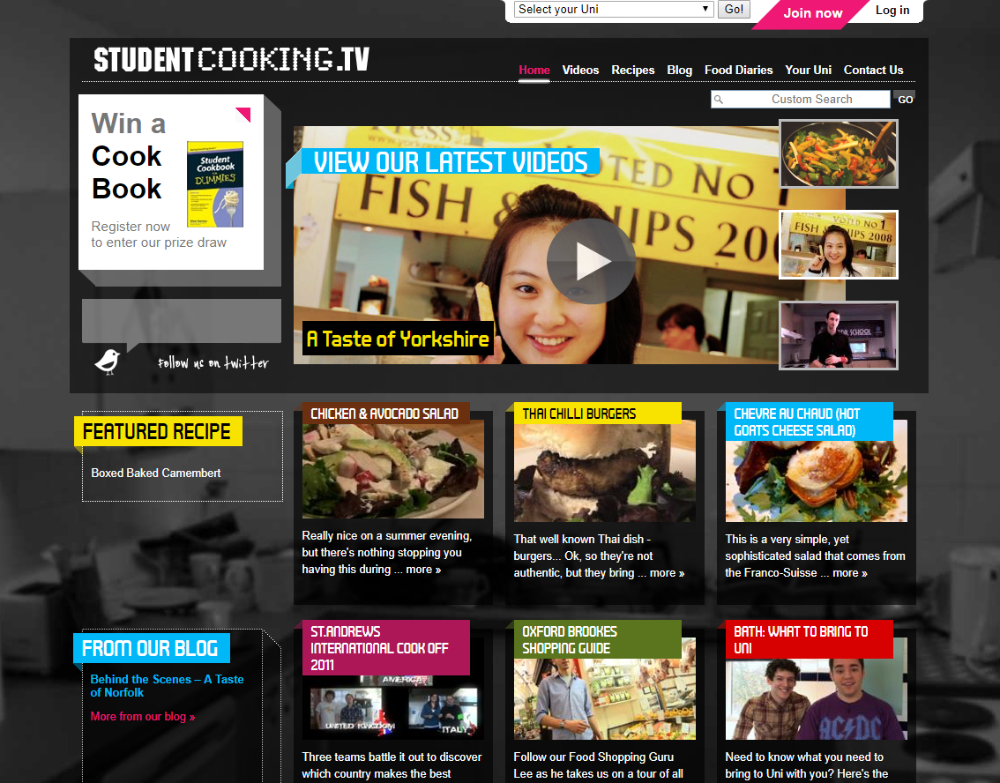 Select your Uni
Go!
Join now
Log in
STUDENTCOOKING.TV
Home
Videos
Recipes
Blog
Food Diaries
Your Uni
Contact Us
Custom Search
GO
Win a
Cook
Book
Student
Cookbook
FOR
DUMMIES
Register now
to enter our prize draw
Follow us on twitter
Press
VIEW OUR LATEST VIDEOS
VOTED NO 1
FISH & CHIPS 2008
A Taste of Yorkshire
VOTED NO 1
FISH & CHIPS 2008
SCHOOL
FEATURED RECIPE
Boxed Baked Camembert
CHICKEN & AVOCADO SALAD
Really nice on a summer evening,
but there's nothing stopping you
having this during ... more »
THAI CHILLI BURGERS
That well known Thai dish -
burgers... Ok, so they're not
authentic, but they bring ... more »
CHEVRE AU CHAUD (HOT
GOATS CHEESE SALAD)
This is a very simple, yet
sophisticated salad that comes from
the Franco-Suisse ... more »
FROM OUR BLOG
Behind the Scenes – A Taste
of Norfolk
More from our blog »
ST.ANDREWS
INTERNATIONAL COOK OFF
2011
AMERICA
UNITED KINGDOM
ITALY
Three teams battle it out to discover
which country makes the best
OXFORD BROOKES
SHOPPING GUIDE
Follow our Food Shopping Guru
Lee as he takes us on a tour of all
BATH: WHAT TO BRING TO
UNI
AC/DC
Need to know what you need to
bring to Uni with you? Here's the